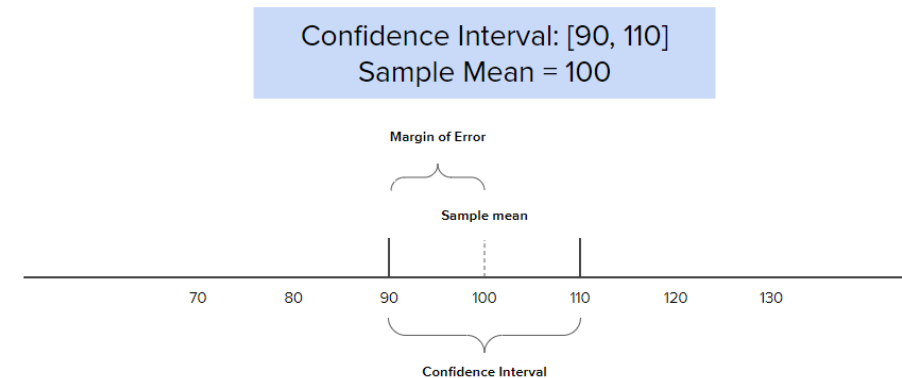 Confidence Interval: [90, 110]
Sample Mean = 100
Margin of Error
Sample mean
70 80 90 100 110 120 130
Confidence Interval